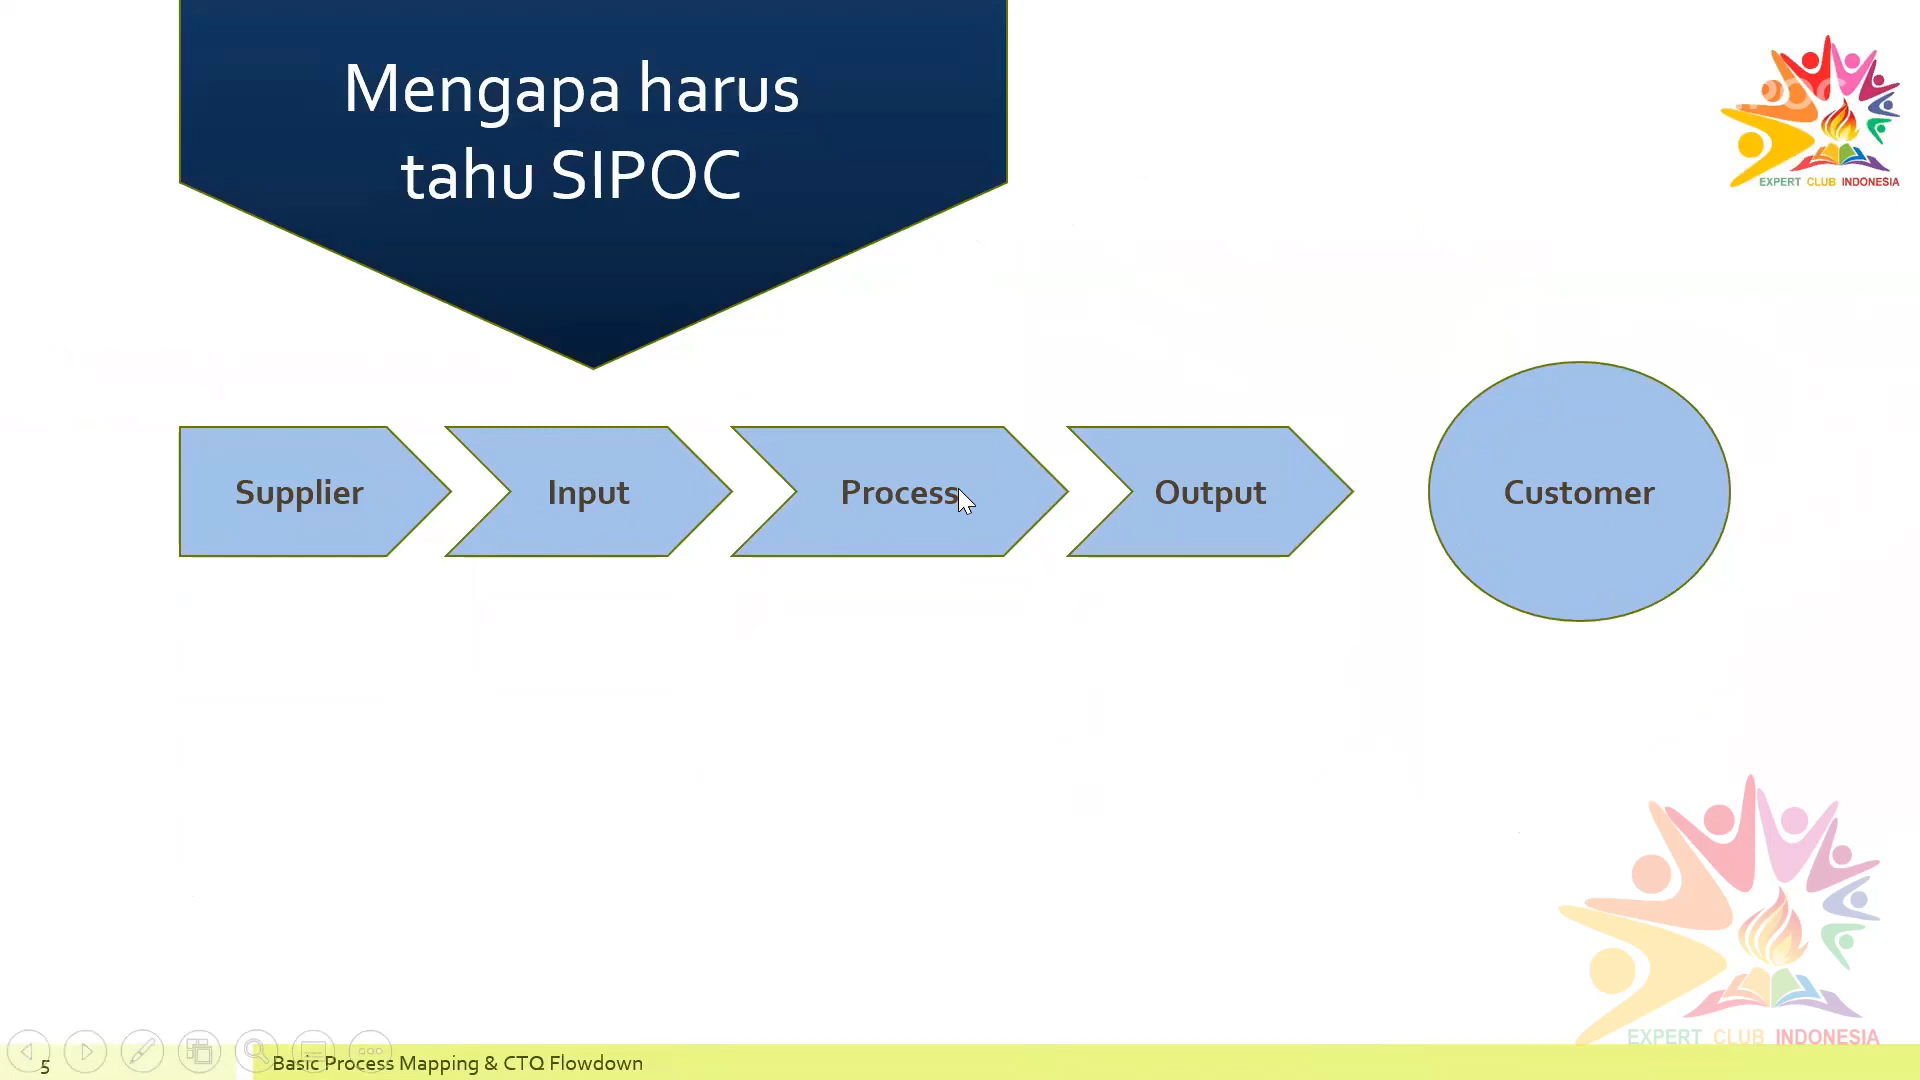 Mengapa harus
tahu SIPOC
EXPERT CLUB INDONESIA
Supplier
Input
Process
Output
Customer
EXPERT CLUB INDONESIA
5
Basic Process Mapping & CTQ Flowdown